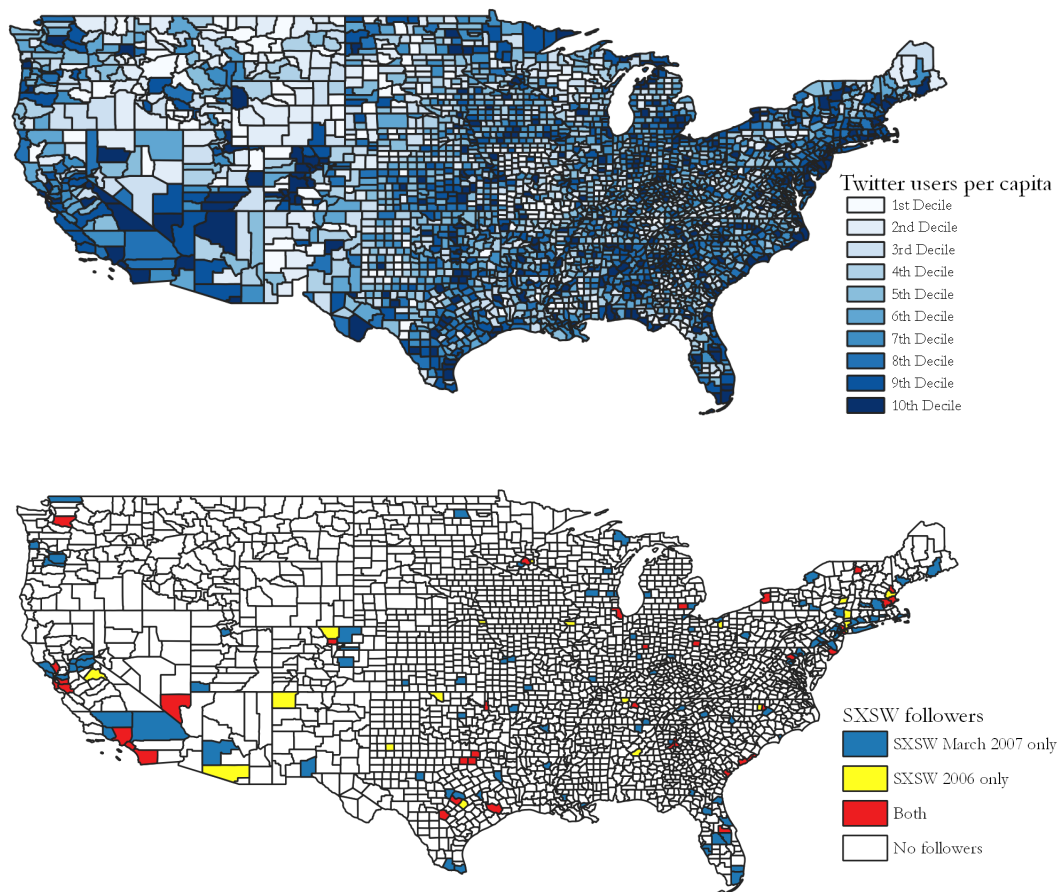 Twitter users per capita
1st Decile
2nd Decile
3rd Decile
4th Decile
5th Decile
6th Decile
7th Decile
8th Decile
9th Decile
10th Decile
SXSW followers
SXSW March 2007 only
SXSW 2006 only
Both
No followers